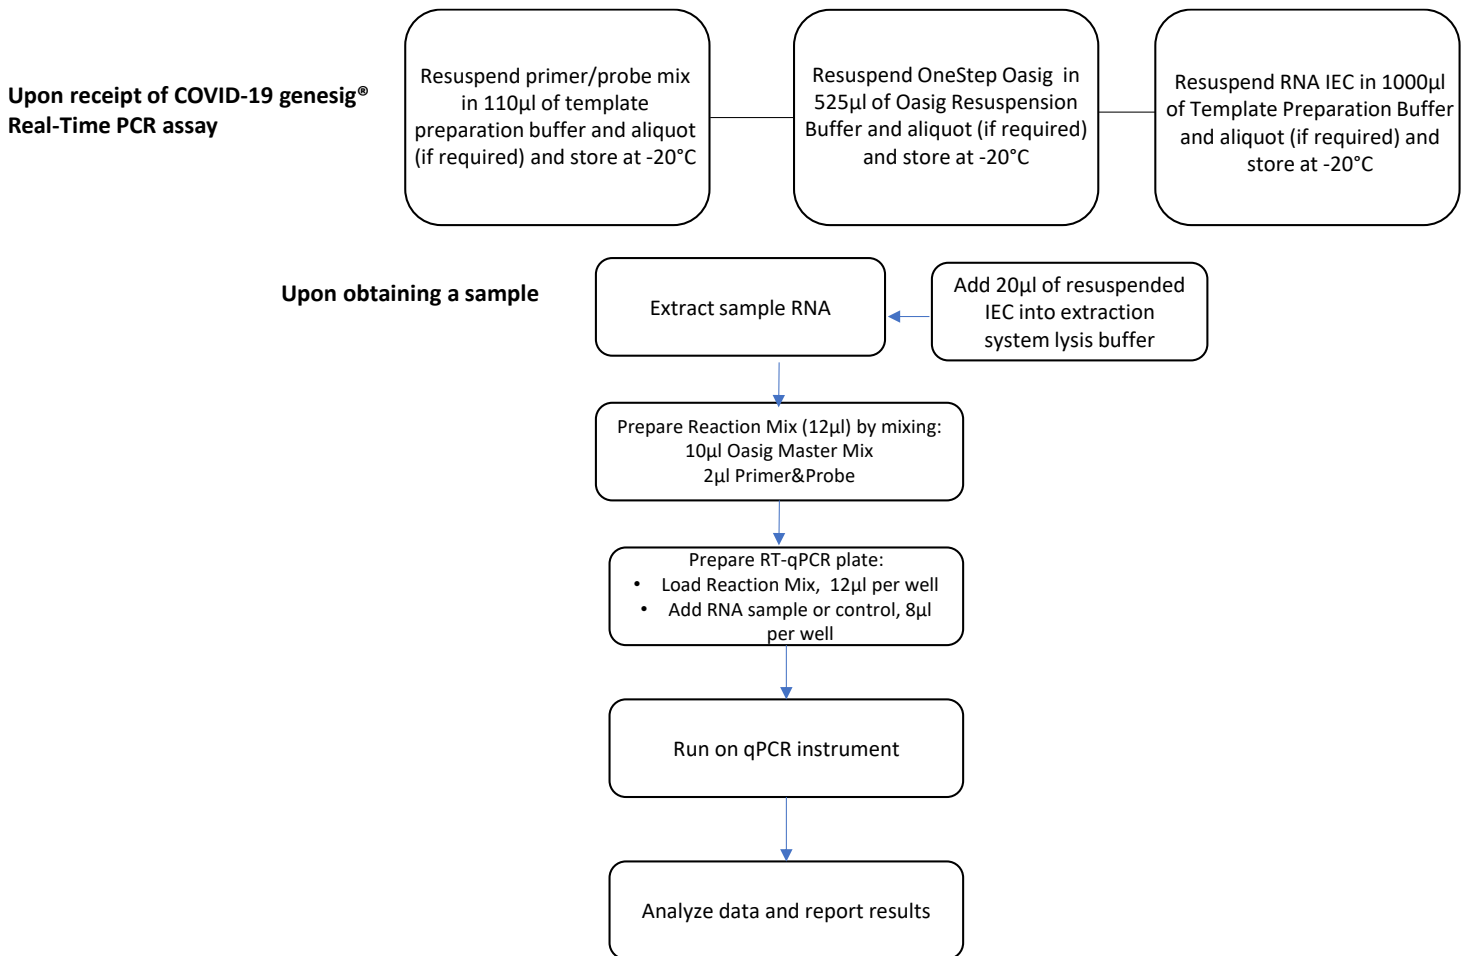 Upon receipt of COVID-19 genesig®
Real-Time PCR assay
Resuspend primer/probe mix
in 110µl of template
preparation buffer and aliquot
(if required) and store at -20°C
Resuspend OneStep Oasig in
525µl of Oasig Resuspension
Buffer and aliquot (if required)
and store at -20°C
Resuspend RNA IEC in 1000µl
of Template Preparation Buffer
and aliquot (if required) and
store at -20°C
Upon obtaining a sample
Extract sample RNA
Add 20µl of resuspended
IEC into extraction
system lysis buffer
Prepare Reaction Mix (12µl) by mixing:
10µl Oasig Master Mix
2µl Primer&Probe
Prepare RT-qPCR plate:
• Load Reaction Mix, 12µl per well
• Add RNA sample or control, 8µl
per well
Run on qPCR instrument
Analyze data and report results